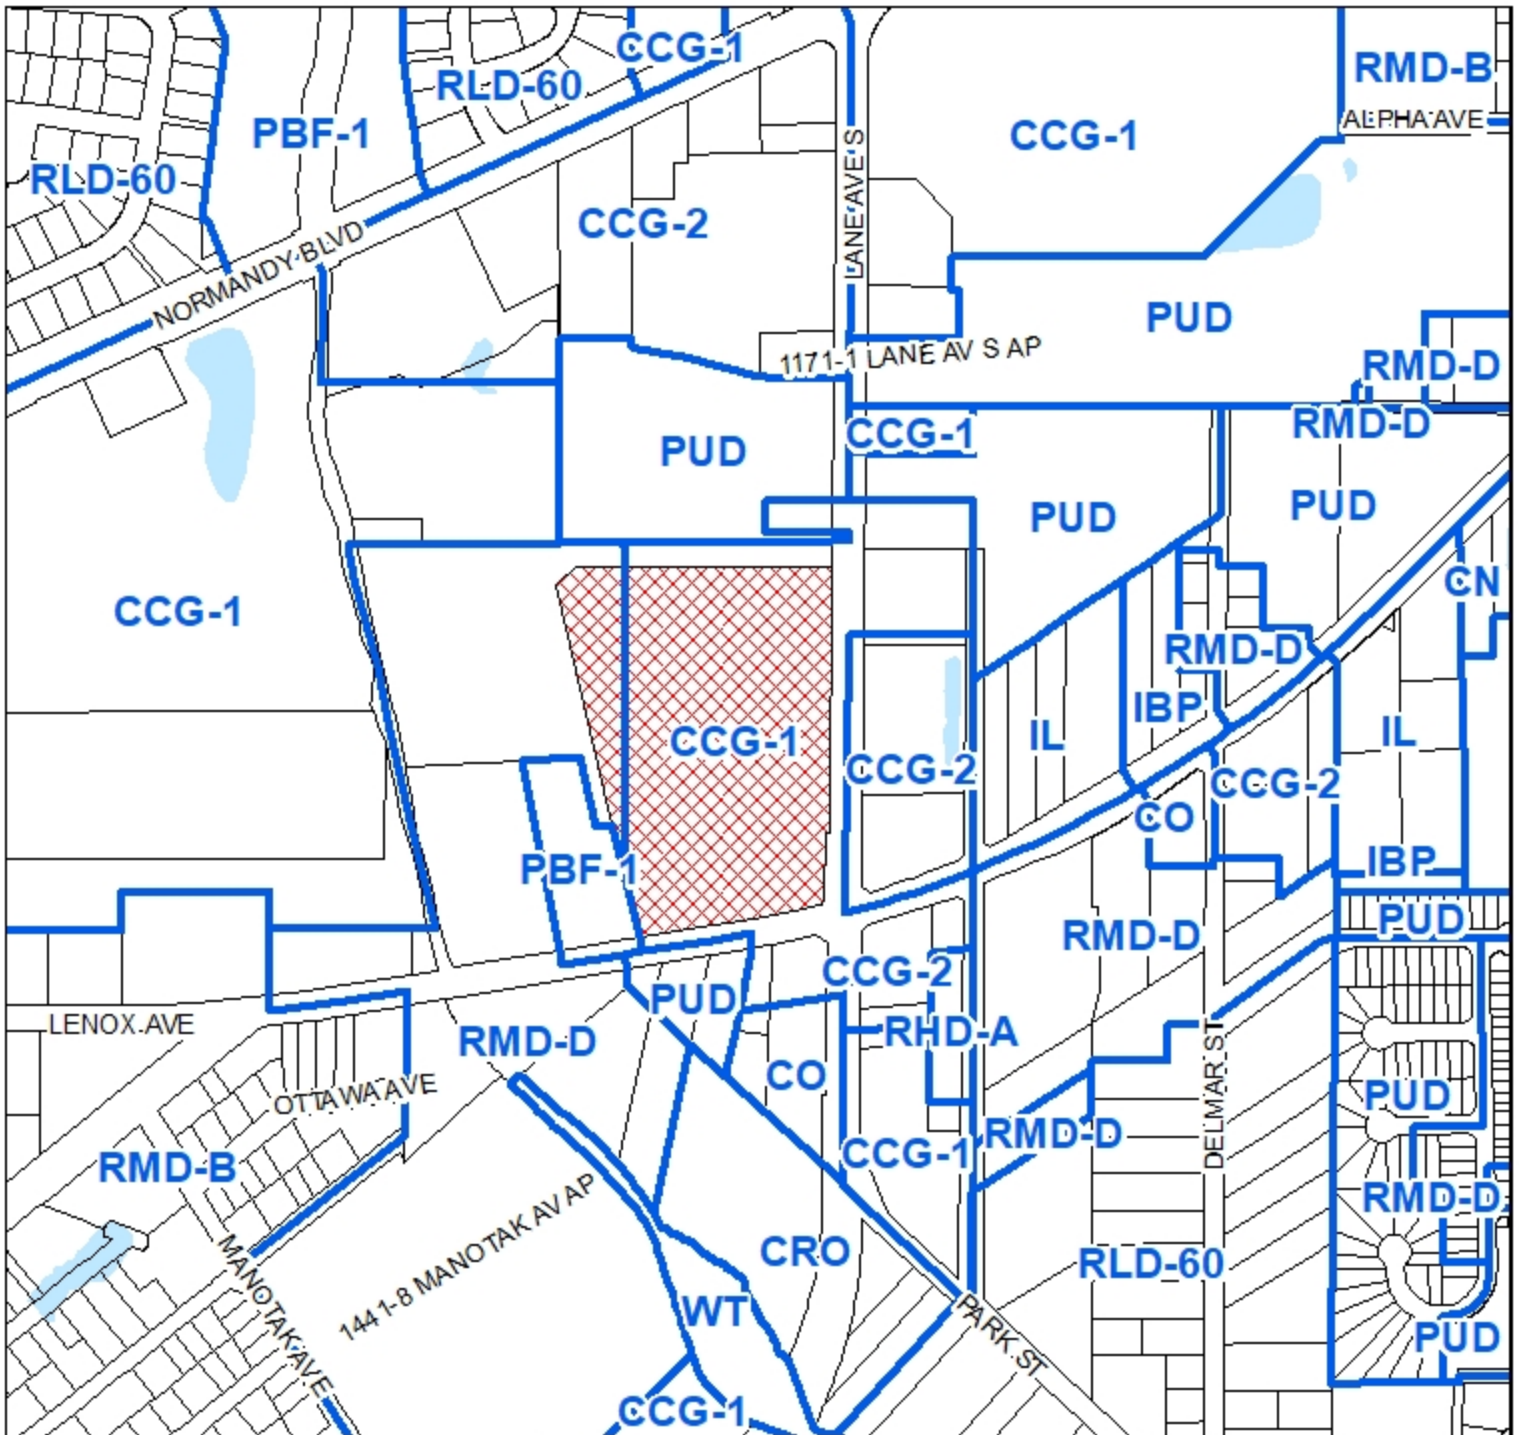 CCG-1
RMD-B
RLD-60
ALPHA AVE
PBF-1
CCG-1
RLD-60
LANE AVE S
CCG-2
NORMANDY BLVD
PUD
1171-1 LANE AV S AP
RMD-D
RMD-D
CCG-1
PUD
PUD
PUD
CN
CCG-1
RMD-D
IBP
CCG-1
IL
IL
CCG-2
CCG-2
CO
IBP
PBF-1
PUD
RMD-D
CCG-2
PUD
LENOX AVE
RHD-A
RMD-D
CO
OTTAWA AVE
PUD
DELMAR ST
RMD-D
CCG-1
RMD-B
RMD-D
144 1-8 MANOTAK AV AP
CRO
RLD-60
MANOTAK AVE
WT
PARK ST
PUD
CCG-1